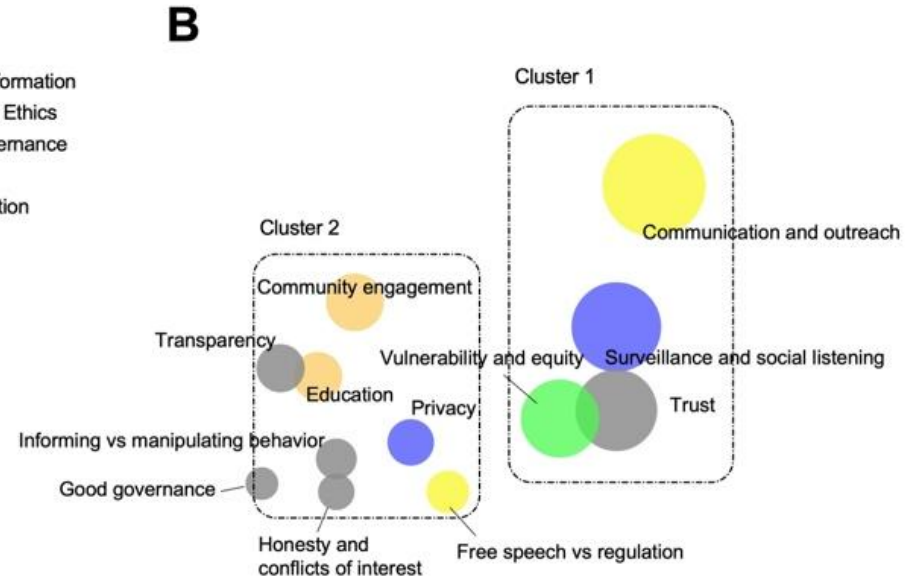 B
ormation
Ethics
ernance
tion
Cluster 1
Communication and outreach
Cluster 2
Community engagement
Transparency
Vulnerability and equity
Surveillance and social listening
Education
Privacy
Trust
Informing vs manipulating behavior
Good governance
Honesty and
conflicts of interest
Free speech vs regulation